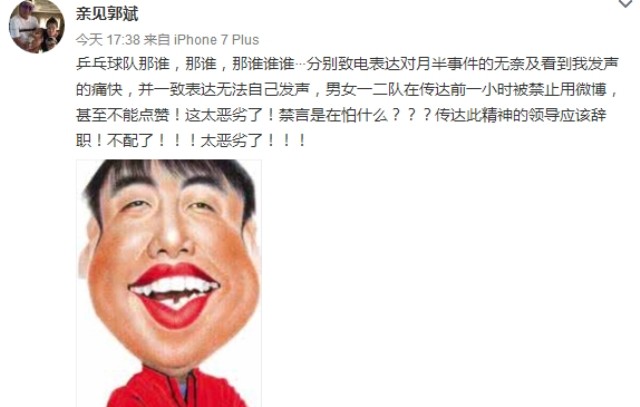 亲见郭斌
今天 17:38 来自 iPhone 7 Plus
乒乓球队那谁，那谁，那谁谁谁···分别致电表达对月半事件的无奈及看到我发声
的痛快，并一致表达无法自己发声，男女一二队在传达前一小时被禁止用微博，
甚至不能点赞！这太恶劣了！禁言是在怕什么？？？传达此精神的领导应该辞
职！不配了！！！太恶劣了！！！